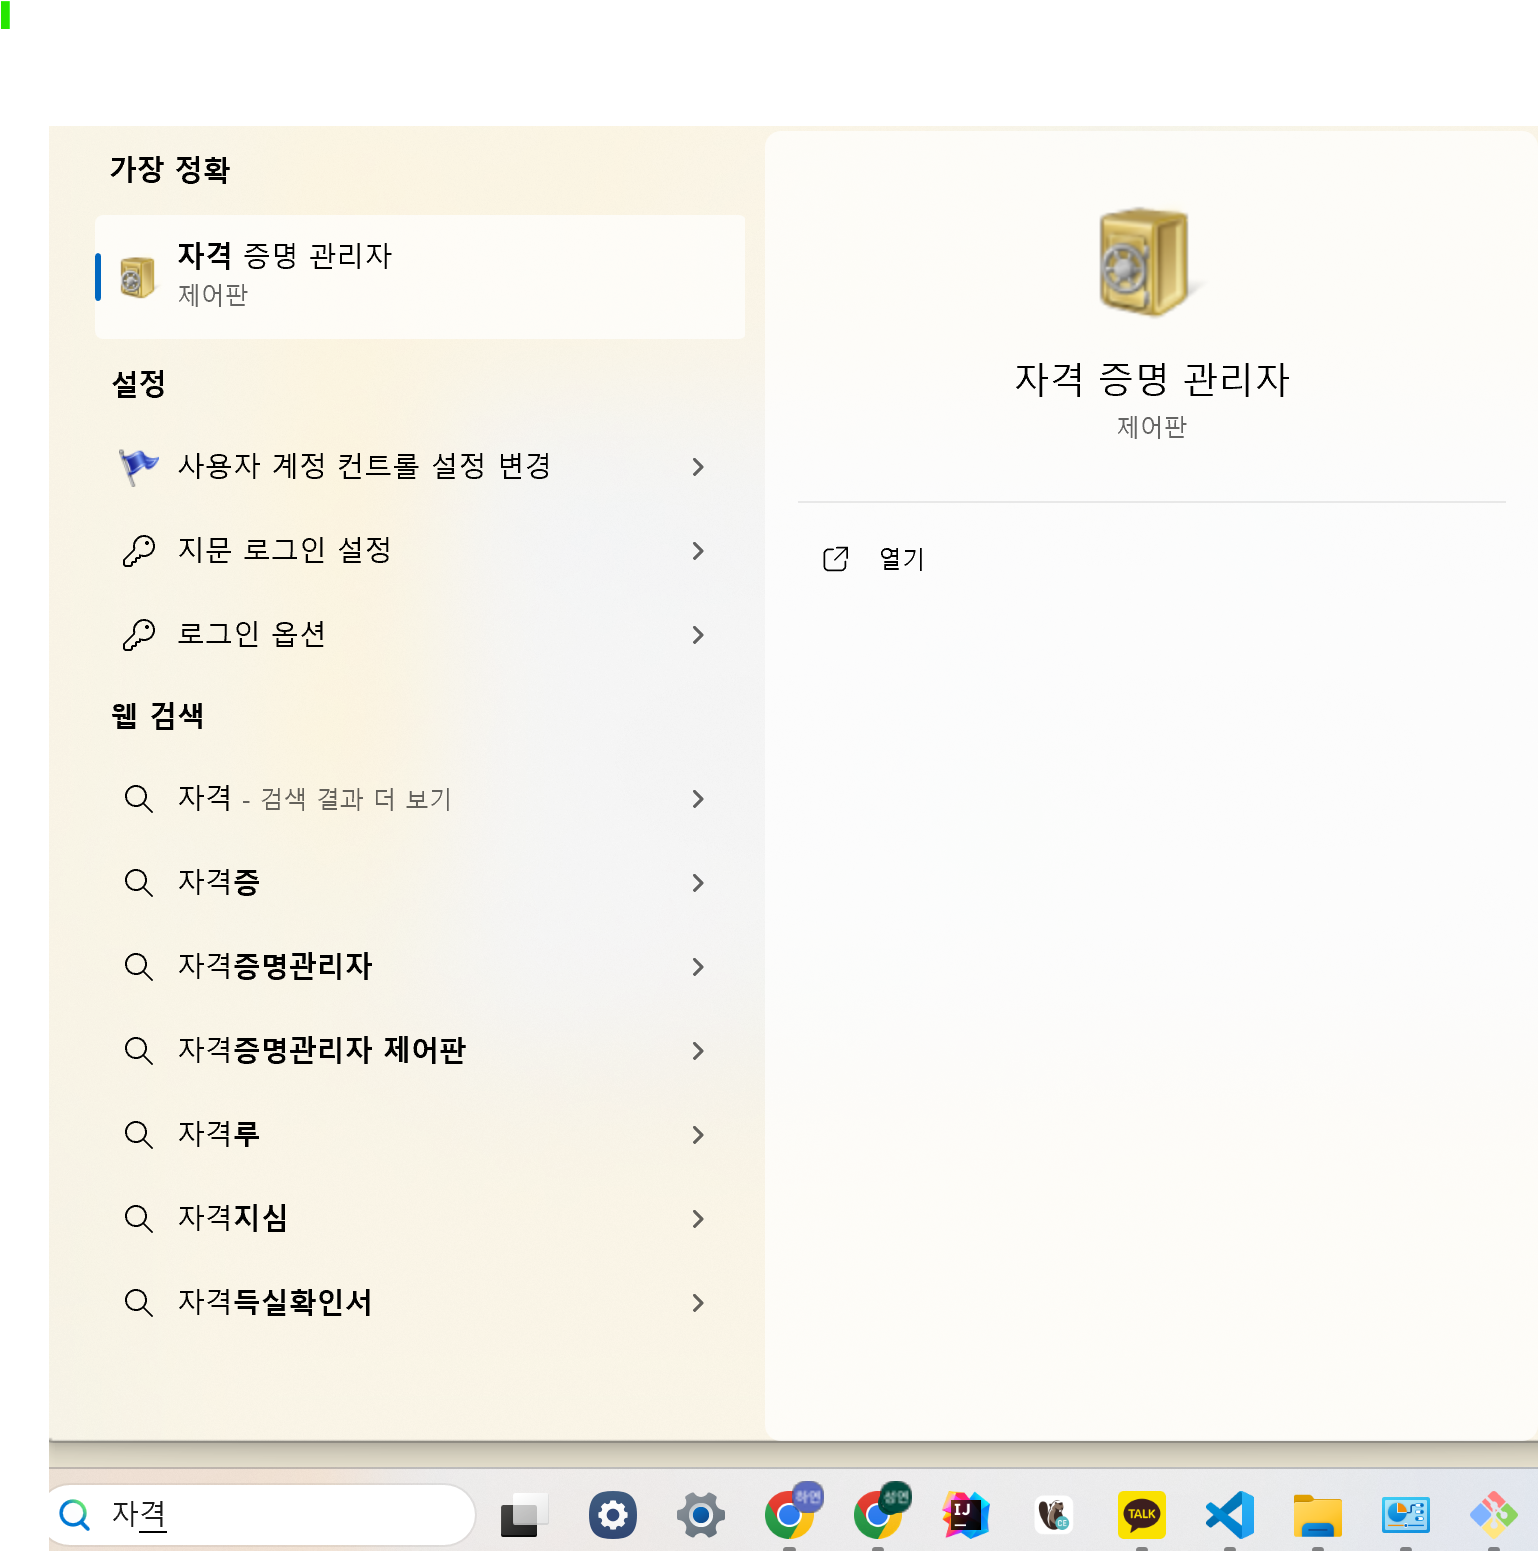 가장 정확
자격 증명 관리자
제어판
설정
사용자 계정 컨트롤 설정 변경
지문 로그인 설정
로그인 옵션
웹 검색
자격 - 검색 결과 더 보기
자격증
자격증명관리자
자격증명관리자 제어판
자격루
자격지심
자격득실확인서
자격 증명 관리자
제어판
열기
자격
하연
성연
IJ
CE
TALK